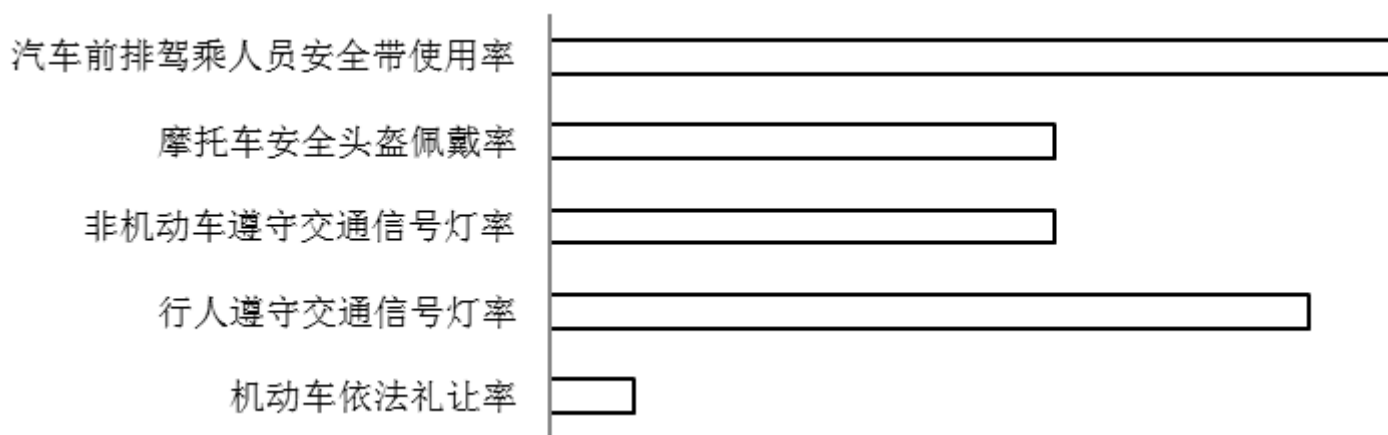 汽车前排驾乘人员安全带使用率
摩托车安全头盔佩戴率
非机动车遵守交通信号灯率
行人遵守交通信号灯率
机动车依法礼让率